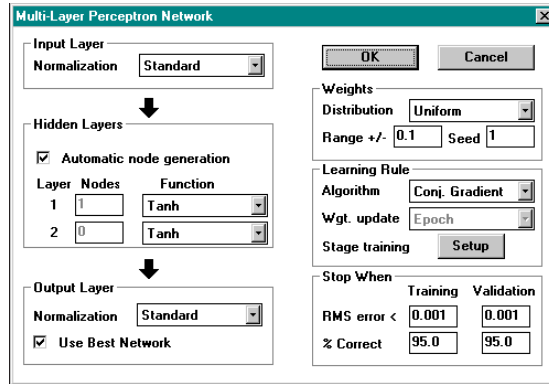 Multi-Layer Perceptron Network
Input Layer
Normalization Standard
Hidden Layers
Automatic node generation
Layer Nodes Function
1 1 Tanh
2 0 Tanh
Output Layer
Normalization Standard
Use Best Network
OK Cancel
Weights
Distribution Uniform
Range +/- 0.1 Seed 1
Learning Rule
Algorithm Conj. Gradient
Wgt. update Epoch
Stage training Setup
Stop When
Training Validation
RMS error < 0.001 0.001
% Correct 95.0 95.0